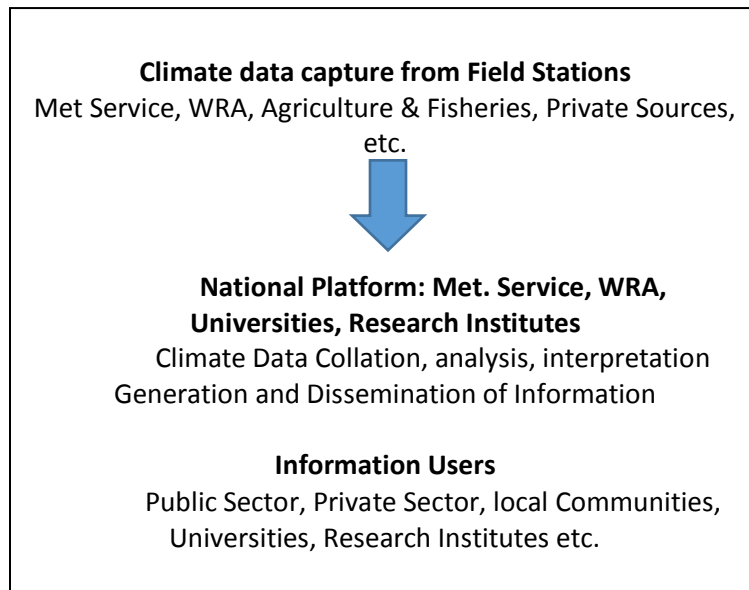 Climate data capture from Field Stations
Met Service, WRA, Agriculture & Fisheries, Private Sources,
etc.
National Platform: Met. Service, WRA,
Universities, Research Institutes
Climate Data Collation, analysis, interpretation
Generation and Dissemination of Information
Information Users
Public Sector, Private Sector, local Communities,
Universities, Research Institutes etc.